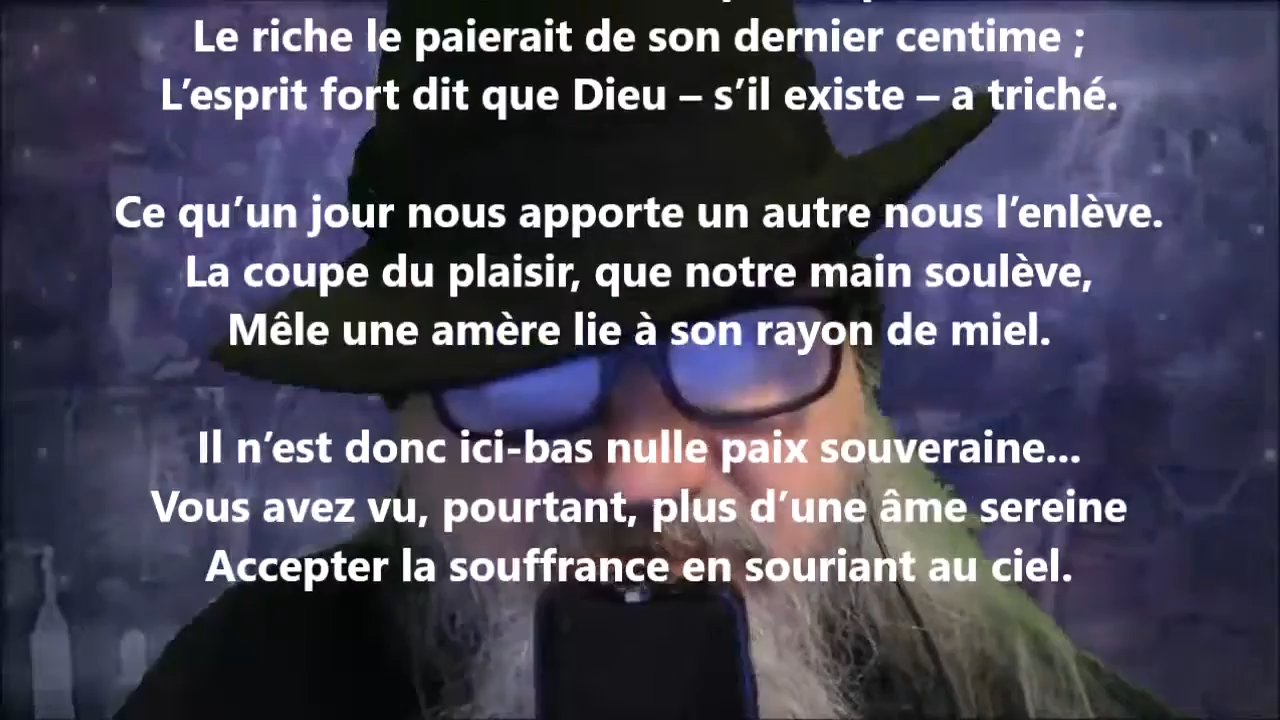 Le riche le paierait de son dernier centime ;
L’esprit fort dit que Dieu – s’il existe – a triché.
Ce qu’un jour nous apporte un autre nous l’enlève.
La coupe du plaisir, que notre main soulève,
Mêle une amère lie à son rayon de miel.
Il n’est donc ici-bas nulle paix souveraine...
Vous avez vu, pourtant, plus d’une âme sereine
Accepter la souffrance en souriant au ciel.